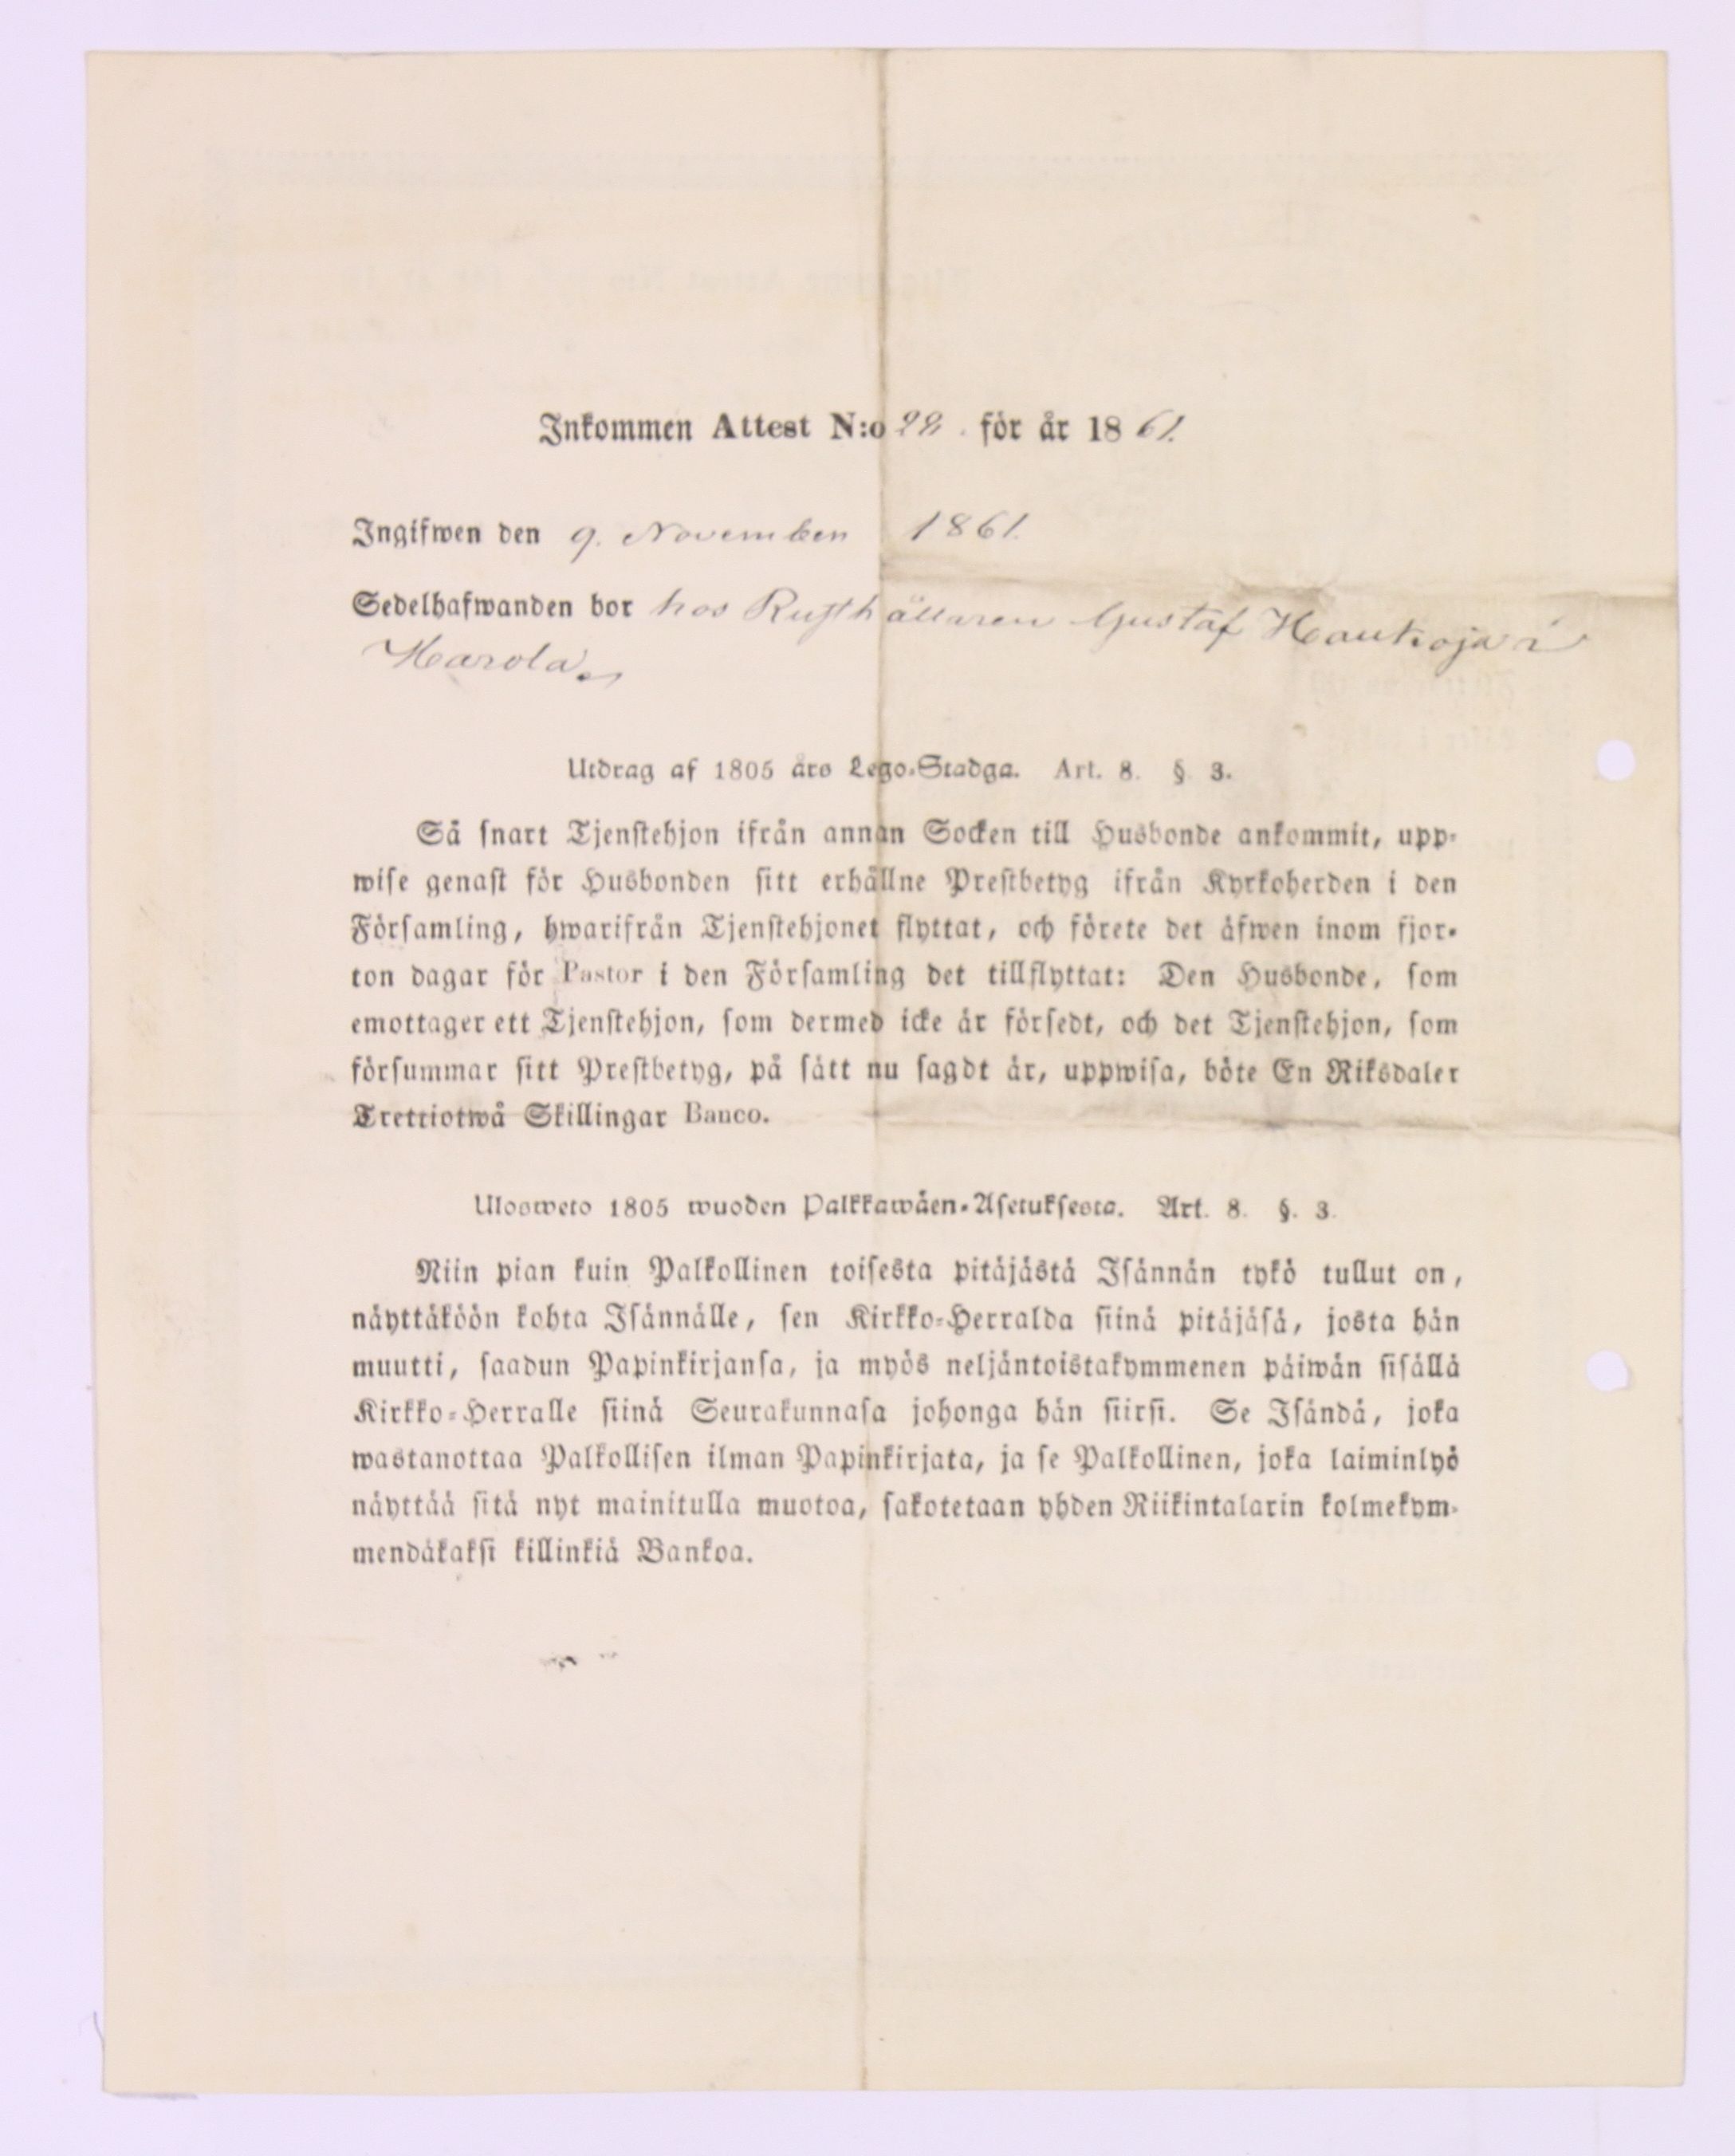 Inkommen Attest N:o 22. för år 1861.
Ingifwen den 9. November 1861.
Sedelhafwanden bor hos Rusthållaren Gustaf Haukioja i
Harola.
Utdrag af 1805 års Lego-Stadga. Art. 8. § 3.
Så snart Tjenstehjon ifrån annan Socken till Husbonde ankommit, upp-
wise genast för Husbonden sitt erhållne Prestbetyg ifrån Kyrkoherden i den
Församling, hwarifrån Tjenstehjonet flyttat, och förete det äfwen inom fjor-
ton dagar för Pastor i den Församling det tillflyttat: Den Husbonde, som
emottager ett Tjenstehjon, som dermed icke är försedt, och det Tjenstehjon, som
försummar sitt Prestbetyg, på sätt nu sagdt är, uppwisa, böte En Riksdaler
Trettiotwå Skillingar Banco.
Ulosweto 1805 wuoden Palkkawäen-Asetuksesta. Art. 8. §. 3.
Niin pian kuin Palkollinen toisesta pitäjästä Isännän tykö tullut on,
näyttäköön kohta Isännälle, sen Kirkko-Herralda siinä pitäjäsä, josta hän
muutti, saadun Papinkirjansa, ja myös neljäntoistakymmenen päiwän sisällä
Kirkko-Herralle siinä Seurakunnasa johonga hän siirsi. Se Isändä, joka
wastanottaa Palkollisen ilman Papinkirjata, ja se Palkollinen, joka laiminlyö
näyttää sitä nyt mainitulla muotoa, sakotetaan yhden Riikintalarin kolmekym-
mendäkaksi killinkiä Bankoa.